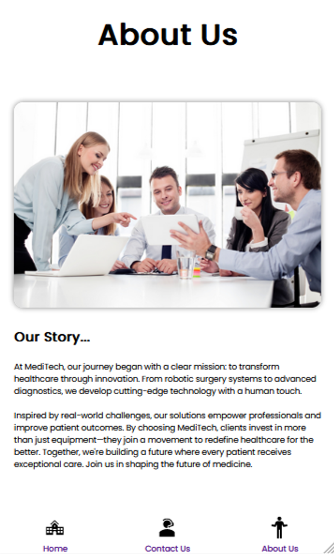 About Us
Our Story...
At MediTech, our journey began with a clear mission: to transform
healthcare through innovation. From robotic surgery systems to advanced
diagnostics, we develop cutting-edge technology with a human touch.
Inspired by real-world challenges, our solutions empower professionals and
improve patient outcomes. By choosing MediTech, clients invest in more
than just equipment—they join a movement to redefine healthcare for the
better. Together, we're building a future where every patient receives
exceptional care. Join us in shaping the future of medicine.
Home
Contact Us
About Us